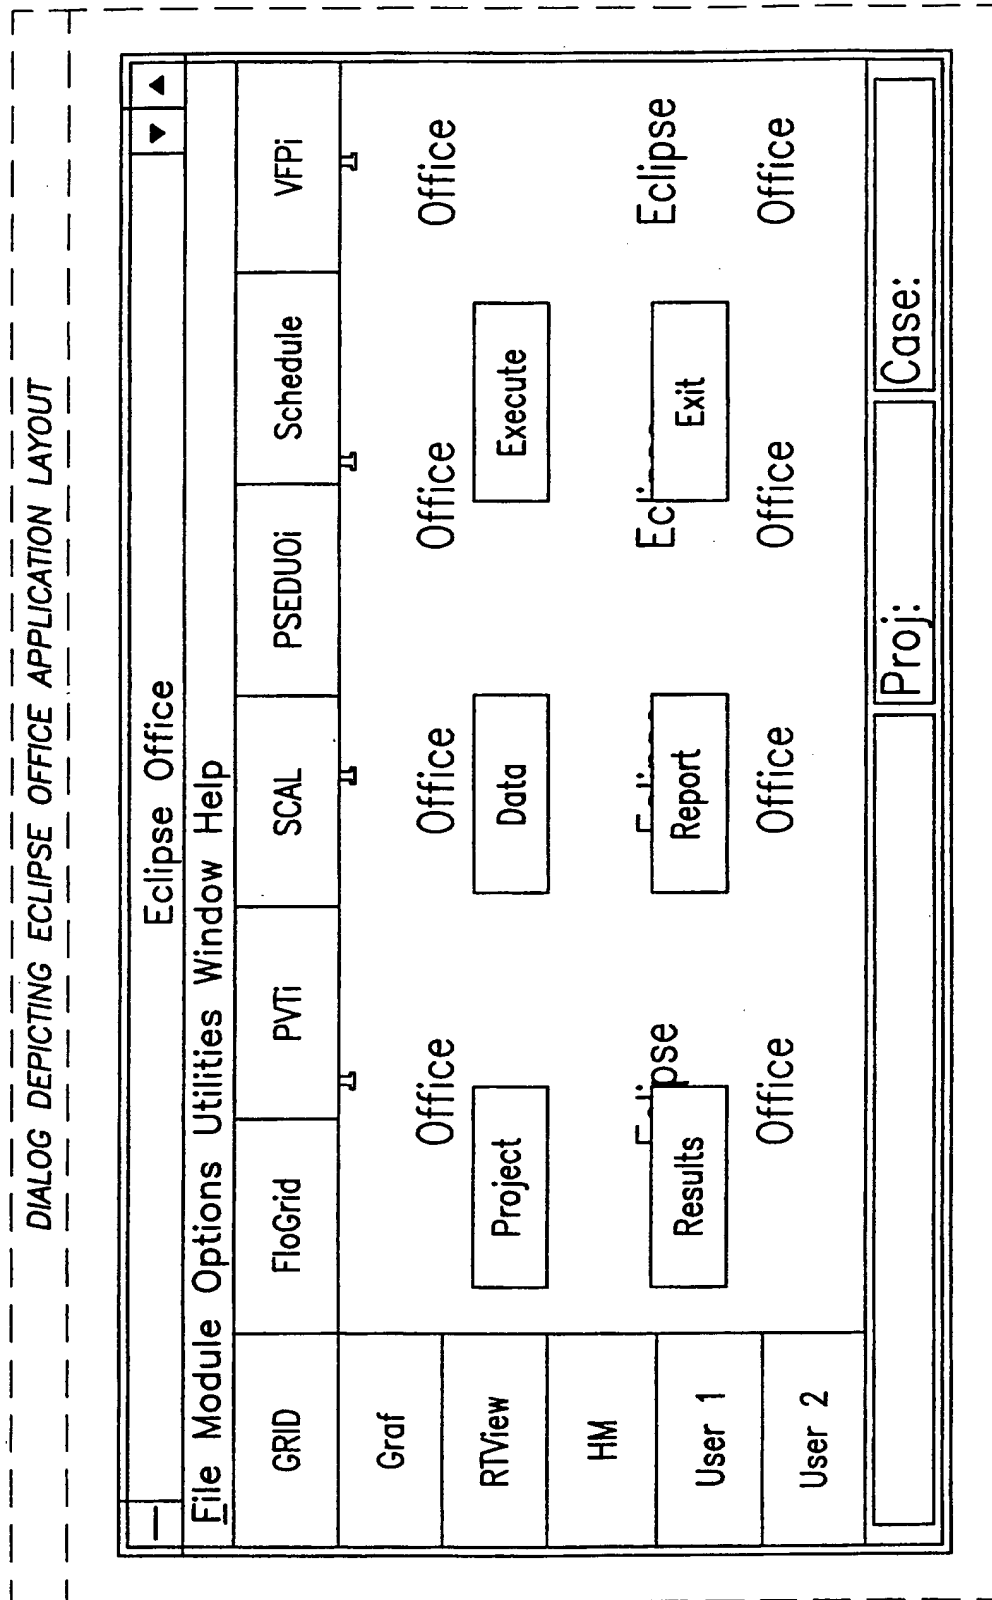 DIALOG DEPICTING ECLIPSE OFFICE APPLICATION LAYOUT
Eclipse Office
File Module Options Utilities Window Help
GRID FloGrid PVTi SCAL PSEDUOi Schedule VFPi
Graf
Office Office Office Office
RTView
Project Data Execute
HM
Eclipse
User 1
Results Report Exit
Office Office Office Office
User 2
Proj: Case: